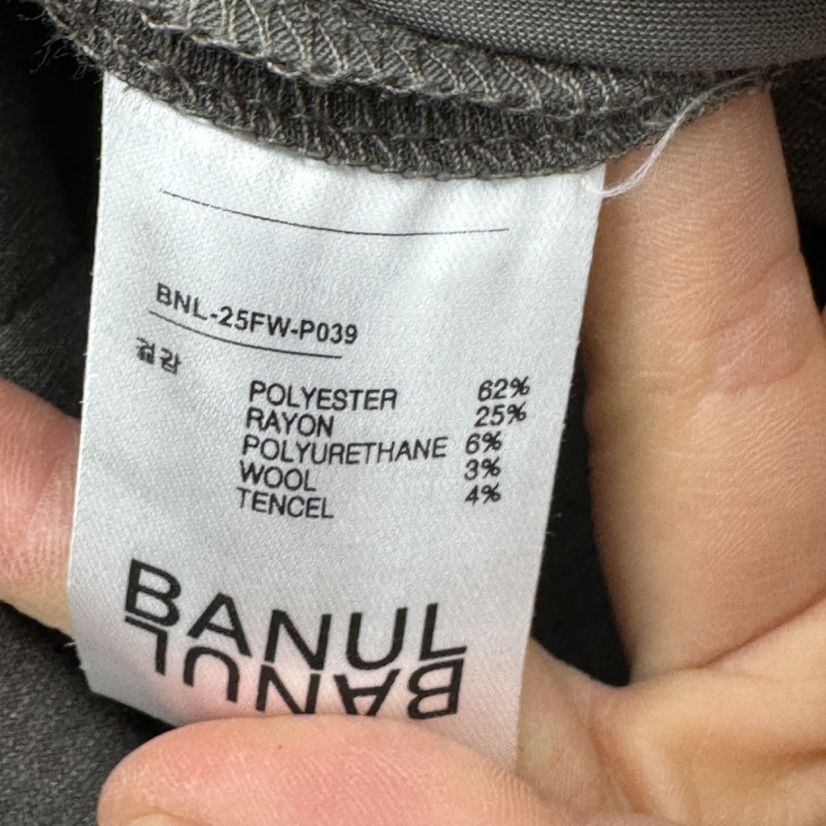 BNL-25FW-P039
겉감
POLYESTER 62%
RAYON 25%
POLYURETHANE 6%
WOOL 3%
TENCEL 4%
BANUL
BANUL